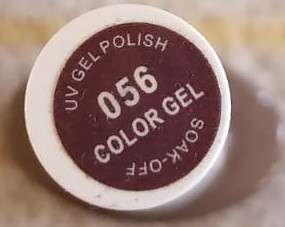 UV GEL POLISH
056
COLOR GEL
SOAK-OFF